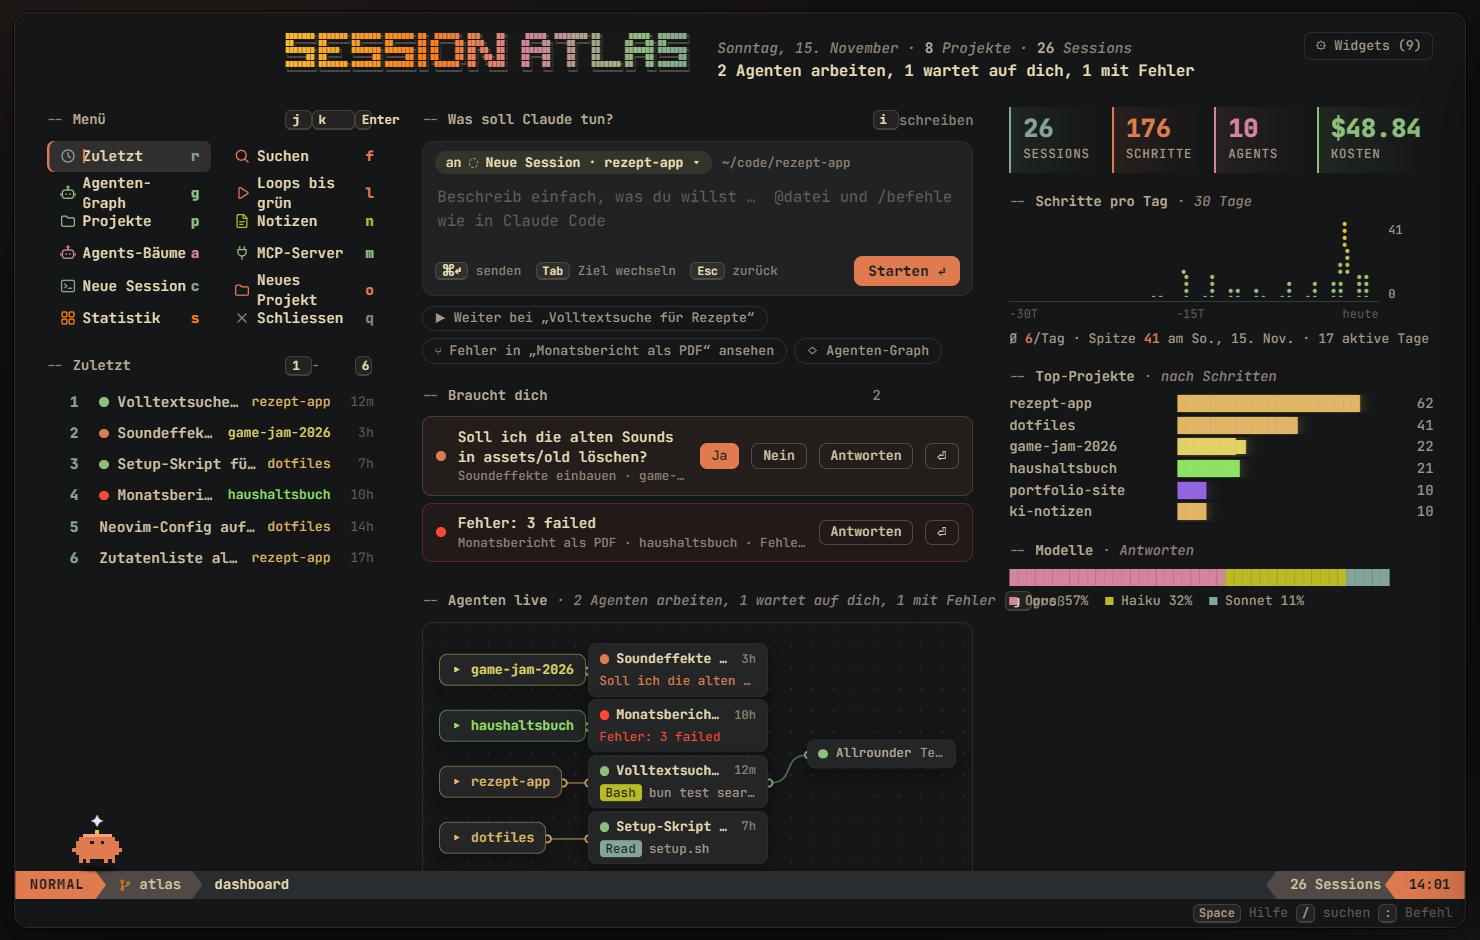 SESSION ATLAS
Sonntag, 15. November · 8 Projekte · 26 Sessions
2 Agenten arbeiten, 1 wartet auf dich, 1 mit Fehler
Widgets (9)
-- Menü j k Enter
Zuletzt r
Suchen f
Agenten-Graph g
Loops bis grün l
Projekte p
Notizen n
Agents-Bäume a
MCP-Server m
Neue Session c
Neues Projekt o
Statistik s
Schliessen q
-- Zuletzt 1 - 6
1 Volltextsuche… rezept-app 12m
2 Soundeffek… game-jam-2026 3h
3 Setup-Skript fü… dotfiles 7h
4 Monatsberi… haushaltsbuch 10h
5 Neovim-Config auf… dotfiles 14h
6 Zutatenliste al… rezept-app 17h
-- Was soll Claude tun? i schreiben
an Neue Session · rezept-app ~/code/rezept-app
Beschreib einfach, was du willst … @datei und /befehle
wie in Claude Code
⌘⏎ senden Tab Ziel wechseln Esc zurück Starten ⏎
Weiter bei „Volltextsuche für Rezepte“
Fehler in „Monatsbericht als PDF“ ansehen
Agenten-Graph
-- Braucht dich 2
Soll ich die alten Sounds
in assets/old löschen?
Soundeffekte einbauen · game-…
Ja Nein Antworten ⏎
Fehler: 3 failed
Monatsbericht als PDF · haushaltsbuch · Fehle…
Antworten ⏎
-- Agenten live · 2 Agenten arbeiten, 1 wartet auf dich, 1 mit Fehler g groß
game-jam-2026
Soundeffekte … 3h
Soll ich die alten …
haushaltsbuch
Monatsberich… 10h
Fehler: 3 failed
rezept-app
Volltextsuch… 12m
Bash bun test sear…
Allrounder Te…
dotfiles
Setup-Skript … 7h
Read setup.sh
26
SESSIONS
176
SCHRITTE
10
AGENTS
$48.84
KOSTEN
-- Schritte pro Tag · 30 Tage
41
0
-30T -15T heute
Ø 6/Tag · Spitze 41 am So., 15. Nov. · 17 aktive Tage
-- Top-Projekte · nach Schritten
rezept-app 62
dotfiles 41
game-jam-2026 22
haushaltsbuch 21
portfolio-site 10
ki-notizen 10
-- Modelle · Antworten
Opus 57% Haiku 32% Sonnet 11%
NORMAL atlas dashboard 26 Sessions 14:01
Space Hilfe / suchen : Befehl